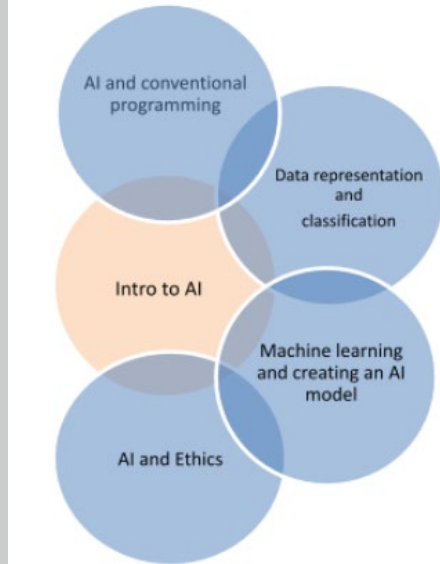 AI and conventional
programming
Data representation
and
classification
Intro to AI
Machine learning
and creating an AI
model
AI and Ethics